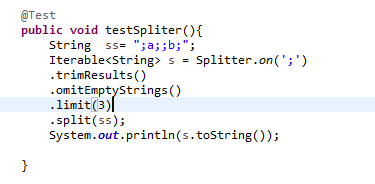 @Test
public void testSpliter(){
String  ss= ";a;;b;";
Iterable<String> s = Splitter.on(';')
.trimResults()
.omitEmptyStrings()
.limit(3)
.split(ss);
System.out.println(s.toString());
}